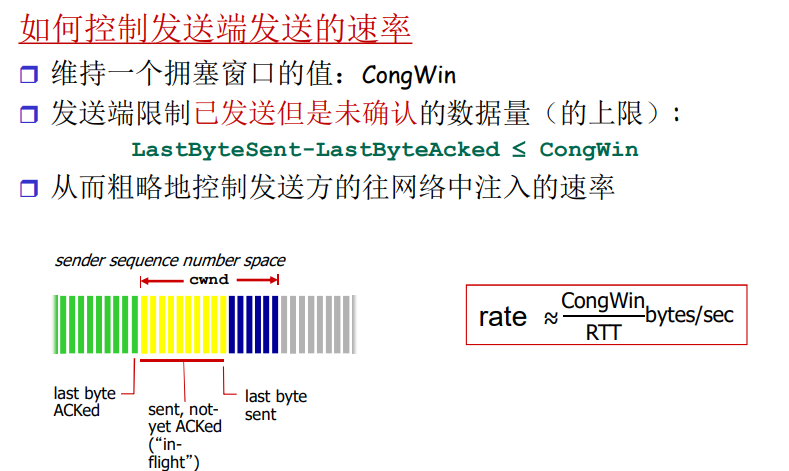 如何控制发送端发送的速率
维持一个拥塞窗口的值：CongWin
发送端限制已发送但是未确认的数据量（的上限）:
LastByteSent-LastByteAcked ≤ CongWin
从而粗略地控制发送方的往网络中注入的速率
sender sequence number space
cwnd
last byte
ACKed
sent, not-
yet ACKed
("in-
flight")
last byte
sent
rate ≈ CongWin
RTT
bytes/sec